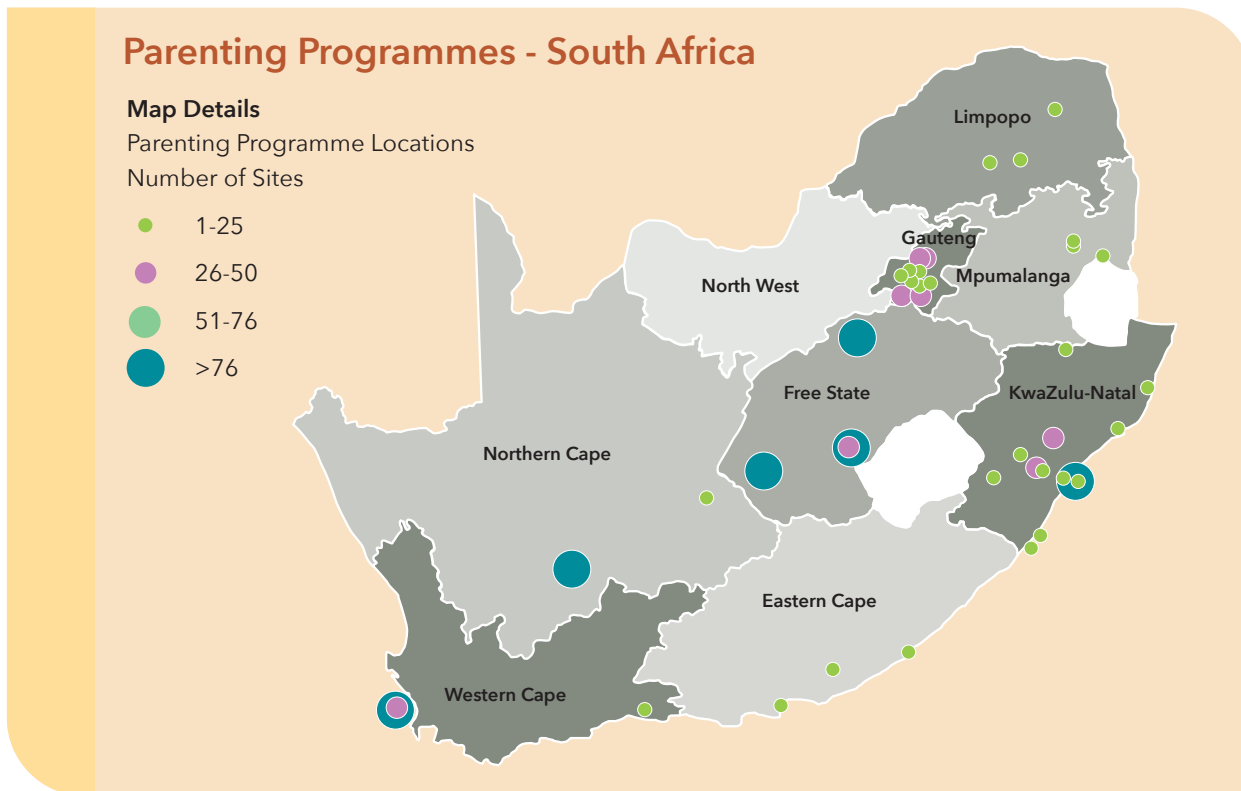 Parenting Programmes - South Africa
Map Details
Parenting Programme Locations
Number of Sites
1-25
26-50
51-76
>76
Limpopo
Gauteng
Mpumalanga
North West
Free State
KwaZulu-Natal
Northern Cape
Eastern Cape
Western Cape